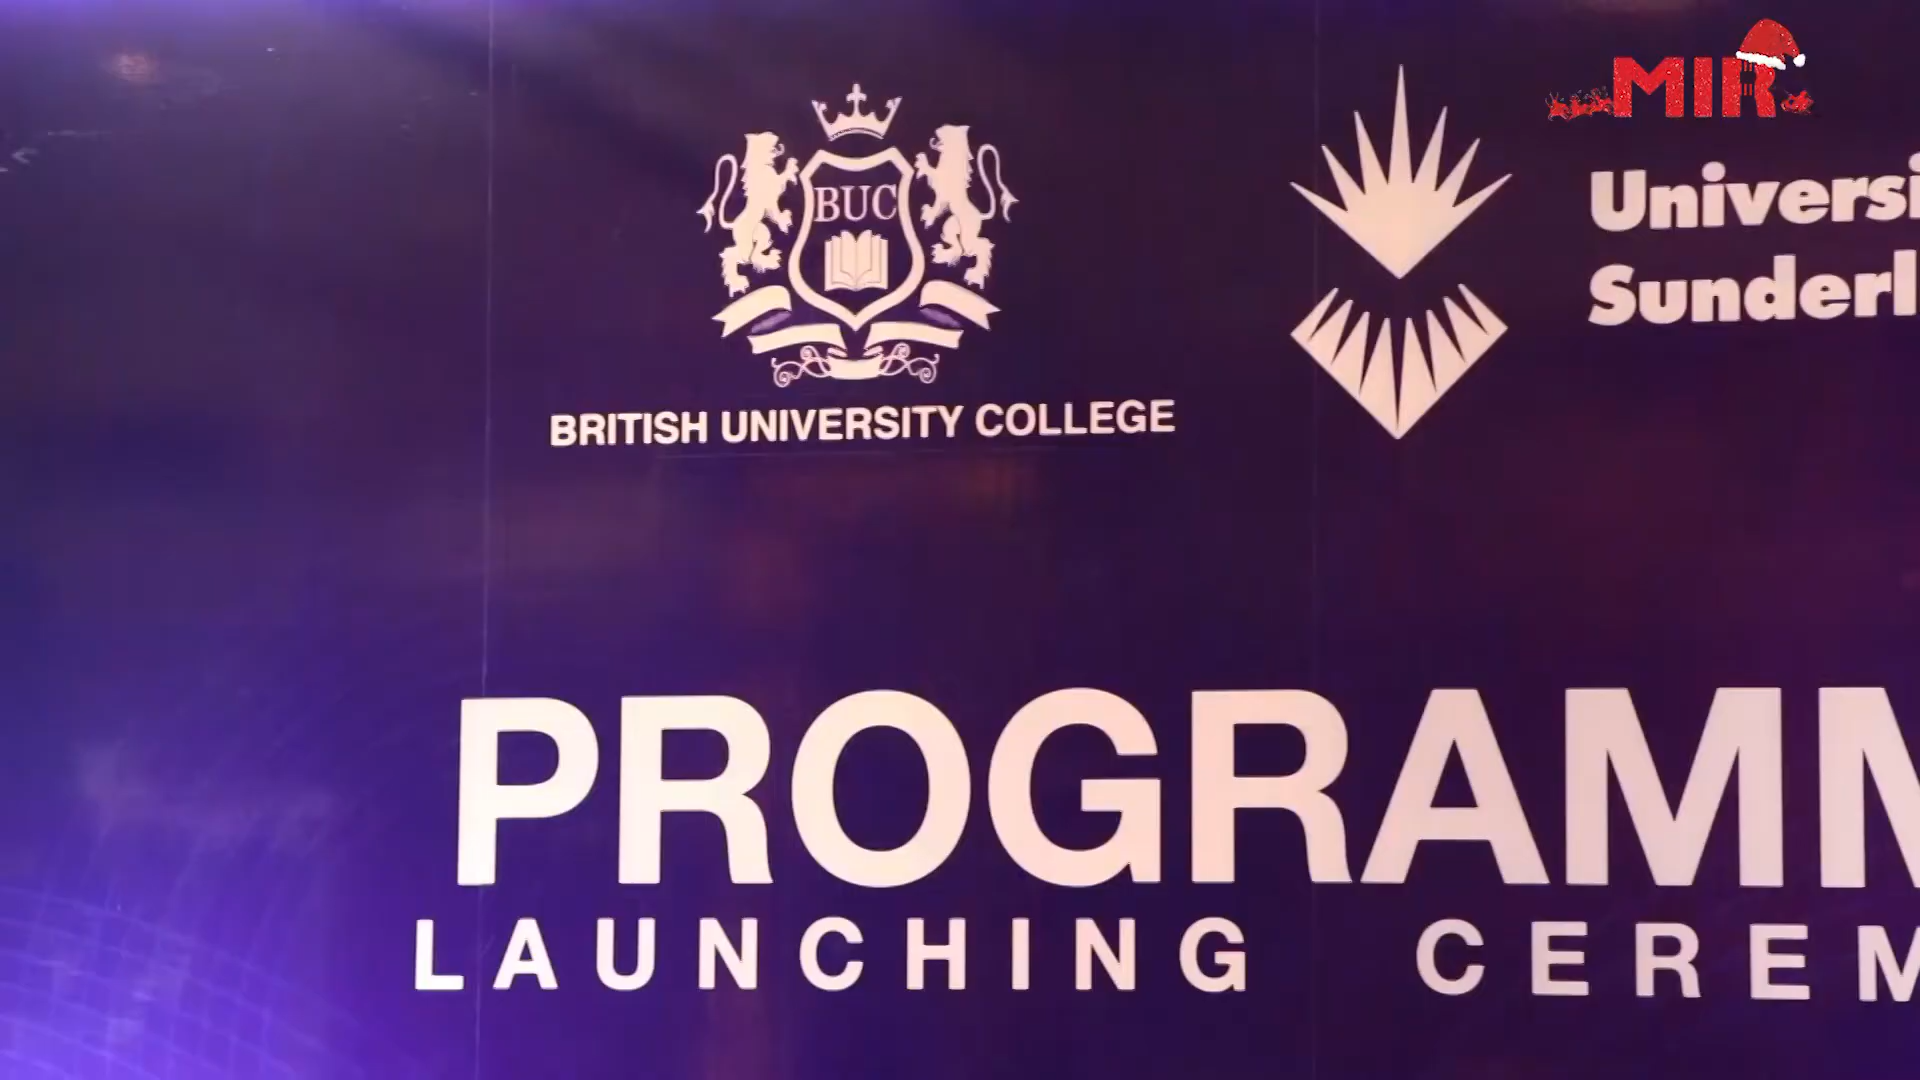 MIR
BUC
BRITISH UNIVERSITY COLLEGE
Universi
Sunderl
PROGRAMM
LAUNCHING CEREM